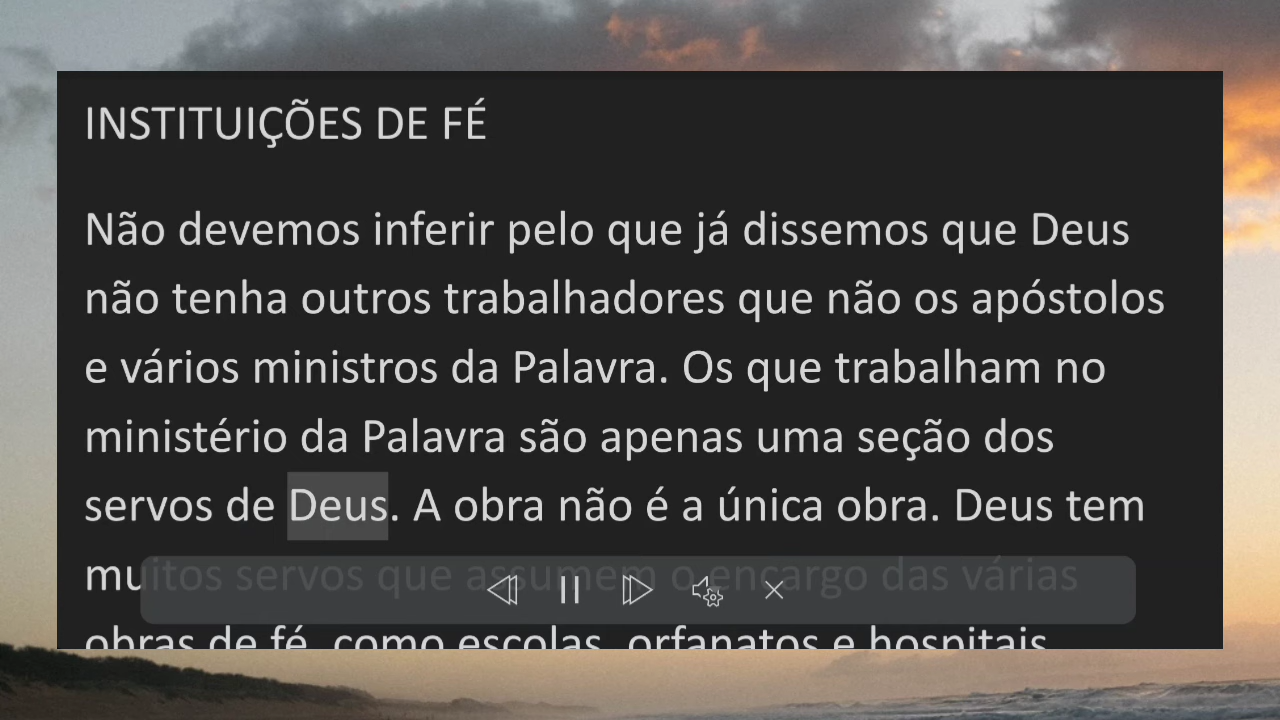 INSTITUIÇÕES DE FÉ
Não devemos inferir pelo que já dissemos que Deus
não tenha outros trabalhadores que não os apóstolos
e vários ministros da Palavra. Os que trabalham no
ministério da Palavra são apenas uma seção dos
servos de Deus. A obra não é a única obra. Deus tem
muitos servos que assumem o encargo das várias
obras de fé, como escolas, orfanatos e hospitais.